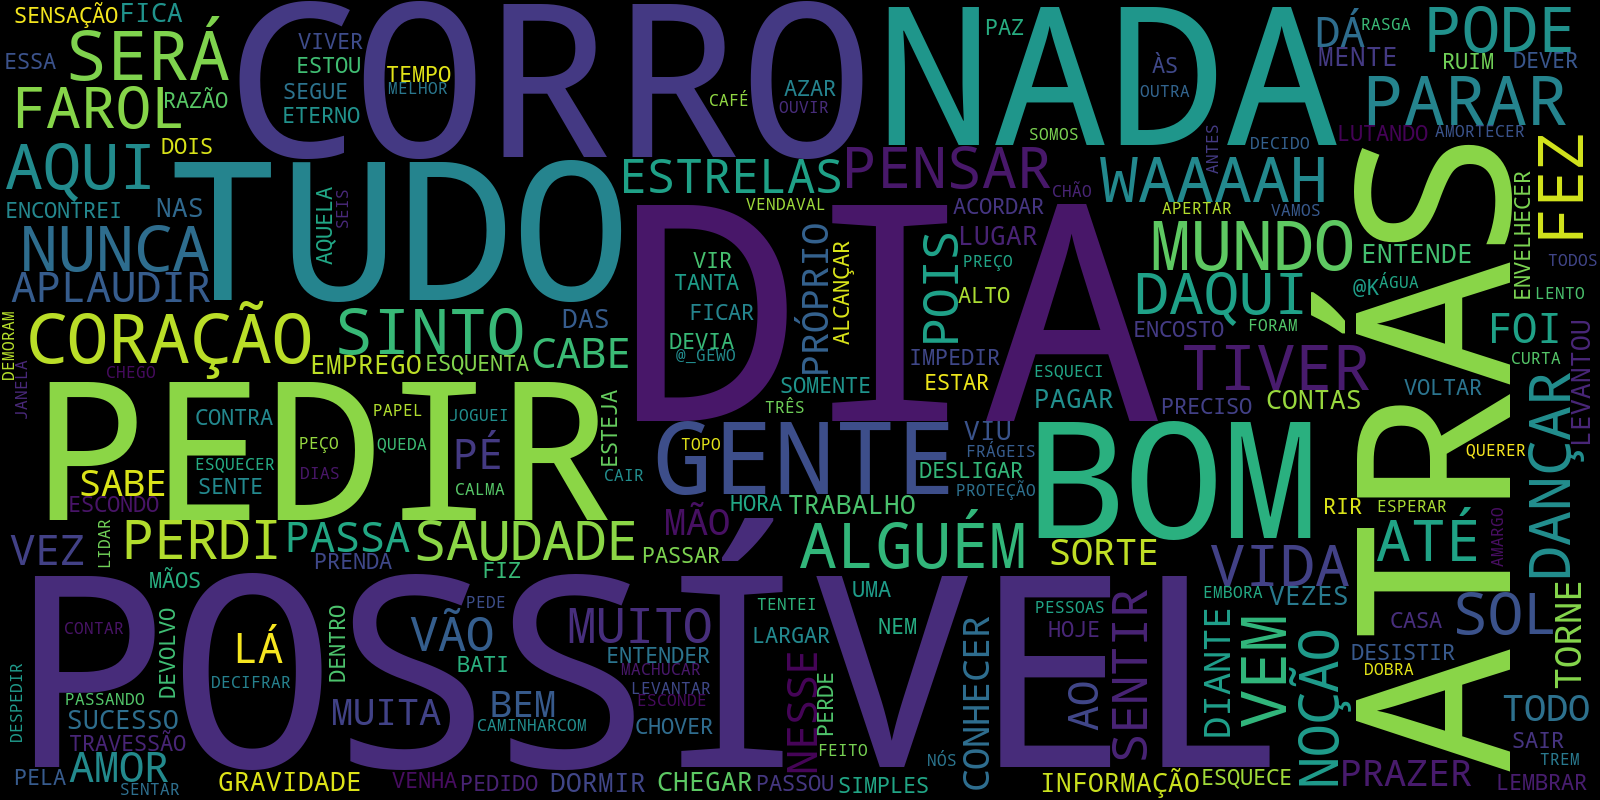 SENSAÇÃO FICA
ESSA SERÁ
VIVER ESTOU
SEGUE ETERNO
TEMPO MELHOR
CORRO
CAFÉ
AZAR OUVIR
NADA
PAZ
SOMOS
ÀS OUTRA
DÁ RASGA
MENTE
PODE
RUIM DEVER
FAROL RAZÃO
DOIS
PARAR
LUTANDO AMORTECER
ANTES DECIDO
AQUI
ENCONTREI NAS
TUDO
AQUELA SEIS
ESTRELAS
PENSAR
CHÃO
VENDAVAL
ACORDAR
LUGAR
PREÇO
ALTO
WAAAAH
APERTAR VAMOS
MUNDO
ENTENDE
ENVELHECER
FEZ
TODOS
NUNCA
APLAUDIR
DIA
VIR TANTA
FICAR
DEVIA
@_GEWO
PRÓPRIO
ALCANÇAR
POIS
DAQUI
@K ÁGUA
LENTO
ENCOSTO FORAM
FOI
CURTA
ATRÁS
DEMORAM
CORAÇÃO
SINTO
DAS
CABE
EMPREGO ESQUENTA
CHEGO
JANELA
SOMENTE
TRÊS
IMPEDIR
ESTAR
ESQUECI
PAGAR
TIVER
PRECISO CONTAS
VOLTAR
DANÇAR
LEVANTOU
PEDIR
CONTRA
PEÇO
PAPEL
QUEDA
JOGUEI
PÉ
CALMA
ESTEJA
CAIR
ESQUECER
SENTE
DIAS
SABE
ESCONDO
TOPO
GENTE
VIU
FRÁGEIS
DESLIGAR
PROTEÇÃO
BOM
QUERER
RIR ESPERAR
HORA TRABALHO
MÃO
VEZ
LIDAR
PERDI
PASSA
SAUDADE
PASSAR
PRENDA
FIZ
ALGUÉM
SORTE
VIDA
ATÉ
AMARGO
MÃOS
POSSÍVEL
CONTAR
DEVOLVO
LÁ
DECIFRAR
DENTRO
PEDE
VÃO
BATI
MUITO
ENTENDER
MACHUCAR
LEVANTAR
ESCONDE
TENTEI
LARGAR
UMA
NEM
PESSOAS
HOJE
EMBORA VEZES
CASA
SOL
TORNE
DESISTIR
DOBRA
DESPEDIR
PASSANDO
SUCESSO
TRAVESSÃO
MUITA
BEM
CAMINHARCOM
CHOVER
NESSE
PERDE
FEITO
CONHECER
NÓS
AO
SENTIR
DIANTE
VEM
NOÇÃO
TODO
SAIR
TREM
PELA AMOR
SENTAR
GRAVIDADE
VENHA PEDIDO
DORMIR
CHEGAR
PASSOU
SIMPLES
INFORMAÇÃO
ESQUECE
PRAZER
LEMBRAR